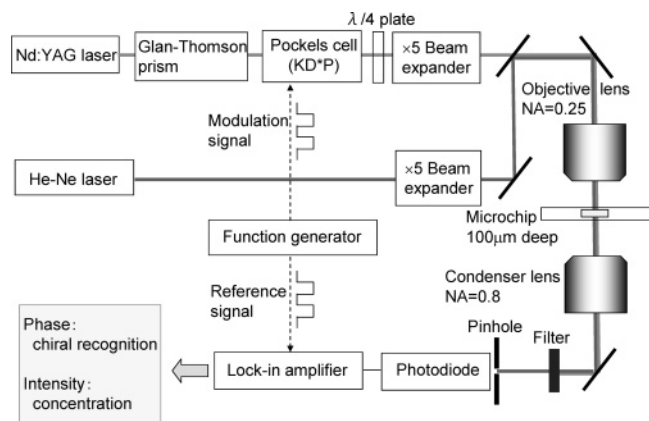 λ/4 plate
Nd:YAG laser
Glan-Thomson
prism
Pockels cell
(KD*P)
×5 Beam
expander
Objective lens
NA=0.25
Modulation
signal
He-Ne laser
×5 Beam
expander
Microchip
100μm deep
Function generator
Condenser lens
NA=0.8
Reference
signal
Phase:
chiral recognition
Intensity:
concentration
Lock-in amplifier
Photodiode
Pinhole
Filter